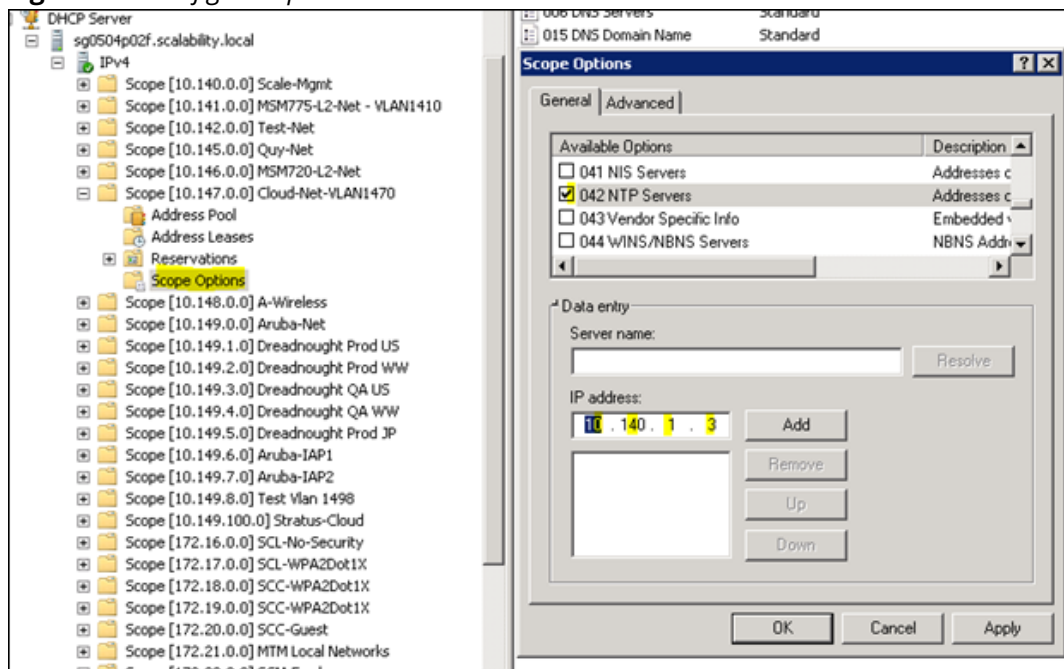 DHCP Server
sg0504p02f.scalability.local
IPv4
Scope [10.140.0.0] Scale-Mgmt
Scope [10.141.0.0] MSM775-L2-Net - VLAN1410
Scope [10.142.0.0] Test-Net
Scope [10.145.0.0] Quy-Net
Scope [10.146.0.0] MSM720-L2-Net
Scope [10.147.0.0] Cloud-Net-VLAN1470
Address Pool
Address Leases
Reservations
Scope Options
Scope [10.148.0.0] A-Wireless
Scope [10.149.0.0] Aruba-Net
Scope [10.149.1.0] Dreadnought Prod US
Scope [10.149.2.0] Dreadnought Prod WW
Scope [10.149.3.0] Dreadnought QA US
Scope [10.149.4.0] Dreadnought QA WW
Scope [10.149.5.0] Dreadnought Prod JP
Scope [10.149.6.0] Aruba-IAP1
Scope [10.149.7.0] Aruba-IAP2
Scope [10.149.8.0] Test Vlan 1498
Scope [10.149.100.0] Stratus-Cloud
Scope [172.16.0.0] SCL-No-Security
Scope [172.17.0.0] SCL-WPA2Dot1X
Scope [172.18.0.0] SCC-WPA2Dot1X
Scope [172.19.0.0] SCC-WPA2Dot1X
Scope [172.20.0.0] SCC-Guest
Scope [172.21.0.0] MTM Local Networks
006 DNS Servers Standard
015 DNS Domain Name Standard
Scope Options
General Advanced
Available Options Description
041 NIS Servers Addresses
042 NTP Servers Addresses
043 Vendor Specific Info Embedded
044 WINS/NBNS Servers NBNS Addr
Data entry
Server name:
Resolve
IP address:
10 . 140 . 1 . 3 Add
Remove
Up
Down
OK Cancel Apply